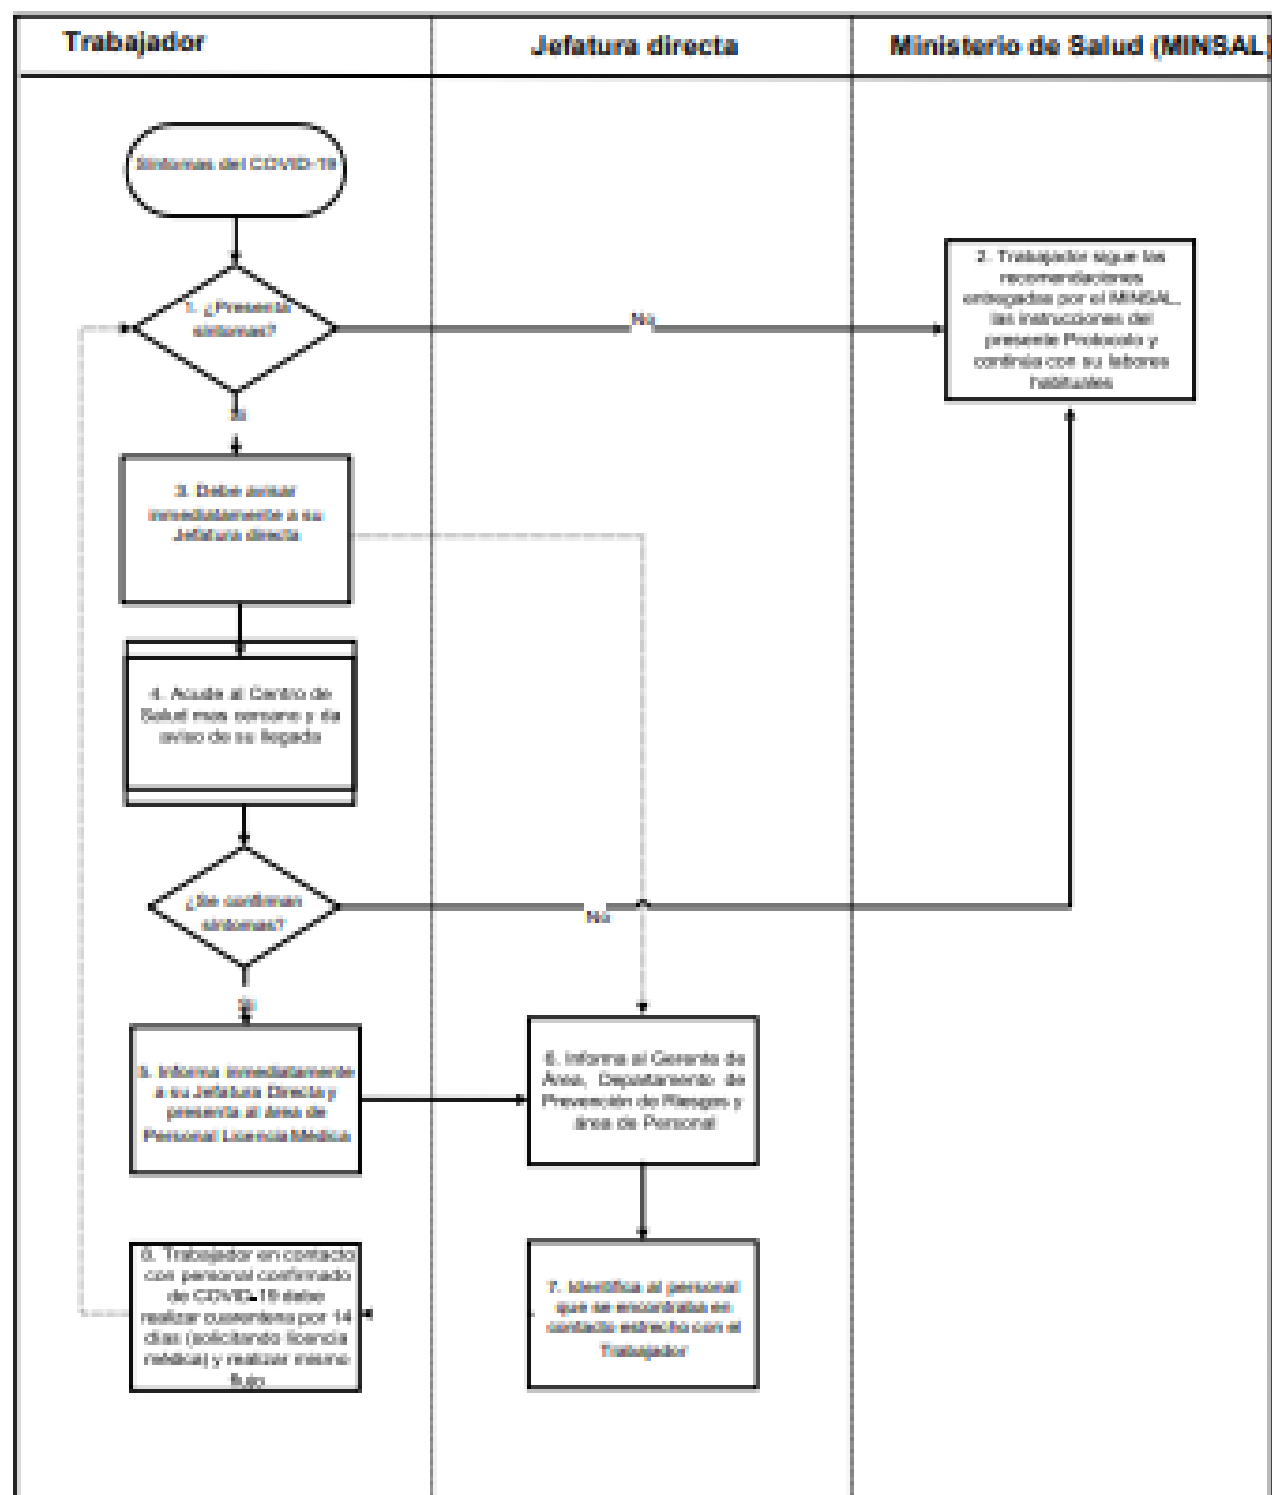 Trabajador
Jefatura directa
Ministerio de Salud (MINSAL)
Síntomas del COVID-19
1. ¿Presenta
síntomas?
No
2. Trabajador sigue las
recomendaciones
entregadas por el MINSAL,
las instrucciones del
presente Protocolo y
continúa con su labores
habituales
Si
3. Debe avisar
inmediatamente a su
Jefatura directa
4. Acude al Centro de
Salud mas cercano y da
aviso de su llegada
¿Se confirman
síntomas?
No
Si
5. Informa inmediatamente
a su Jefatura Directa y
presenta al área de
Personal Licencia Médica
6. Informa al Gerente de
Área, Departamento de
Prevención de Riesgos y
área de Personal
8. Trabajador en contacto
con personal confirmado
de COVID-19 debe
realizar cuarentena por 14
días (solicitando licencia
médica) y realizar mismo
flujo
7. Identifica al personal
que se encontraba en
contacto estrecho con el
Trabajador